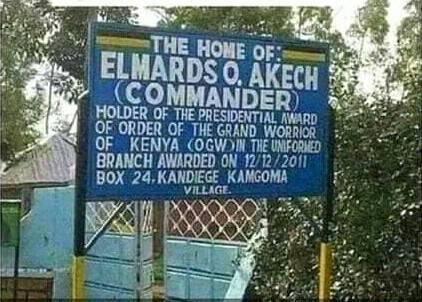 THE HOME OF:
ELMARDS O. AKECH
(COMMANDER)
HOLDER OF THE PRESIDENTIAL AWARD
OF ORDER OF THE GRAND WORRIOR
OF KENYA (OGW) IN THE UNIFORMED
BRANCH AWARDED ON 12/12/2011
BOX 24. KANDIEGE KAMGOMA
VILLAGE.